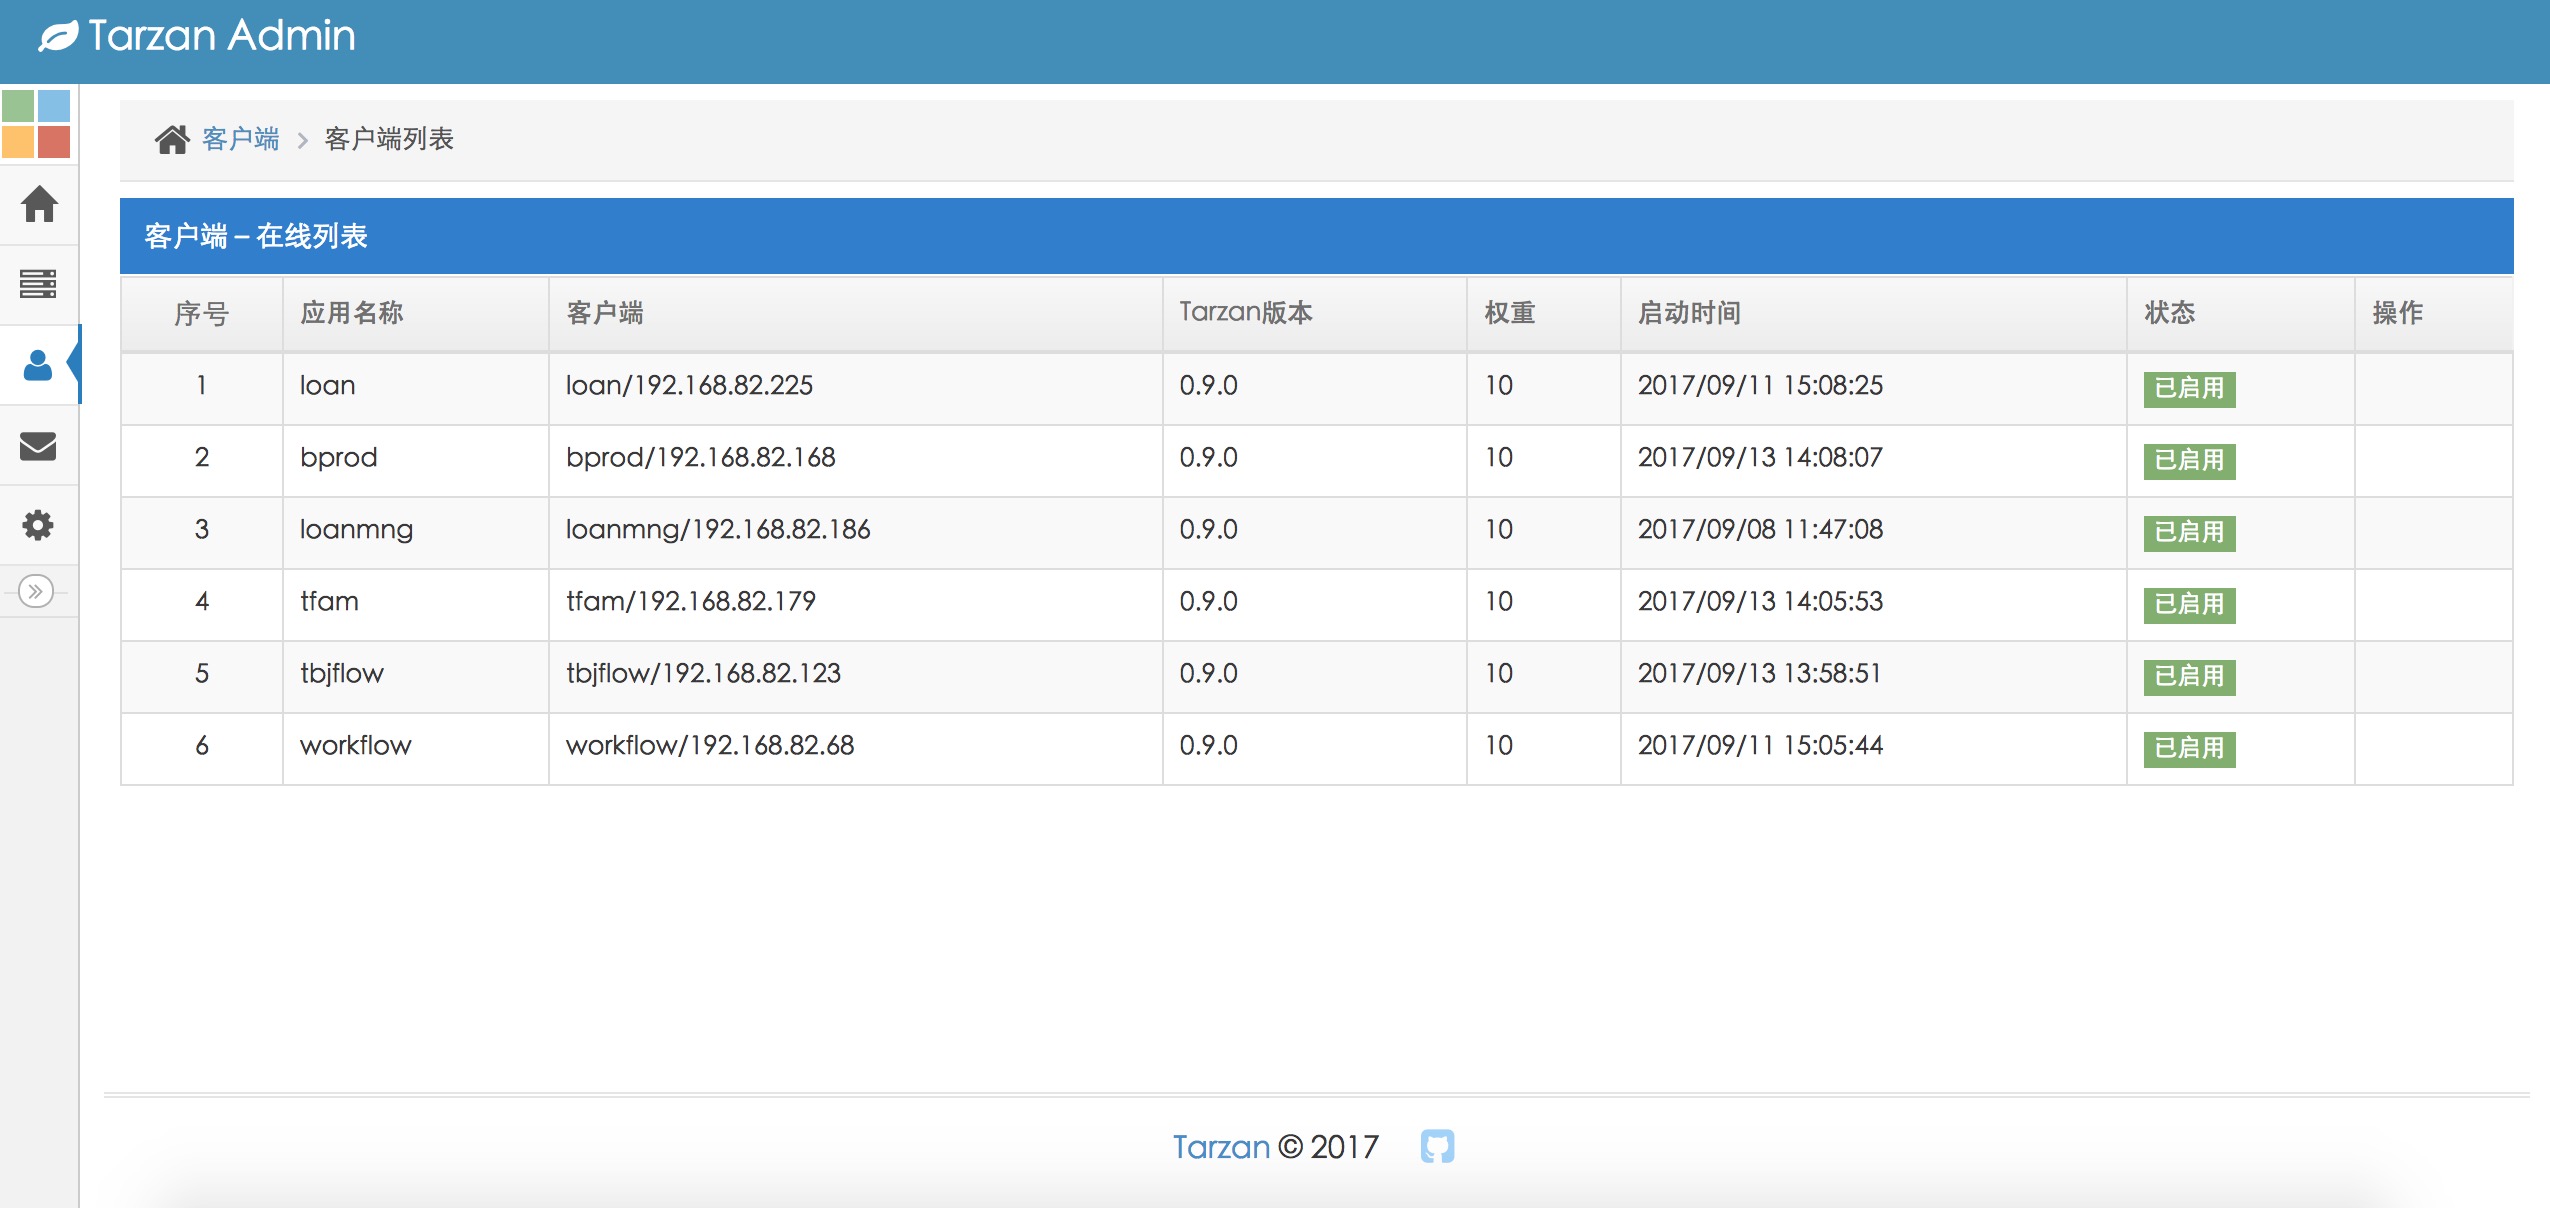 Tarzan Admin
客户端 > 客户端列表
客户端 – 在线列表
序号 应用名称 客户端 Tarzan版本 权重 启动时间 状态 操作
1 loan loan/192.168.82.225 0.9.0 10 2017/09/11 15:08:25 已启用
2 bprod bprod/192.168.82.168 0.9.0 10 2017/09/13 14:08:07 已启用
3 loanmng loanmng/192.168.82.186 0.9.0 10 2017/09/08 11:47:08 已启用
4 tfam tfam/192.168.82.179 0.9.0 10 2017/09/13 14:05:53 已启用
5 tbjflow tbjflow/192.168.82.123 0.9.0 10 2017/09/13 13:58:51 已启用
6 workflow workflow/192.168.82.68 0.9.0 10 2017/09/11 15:05:44 已启用
Tarzan © 2017